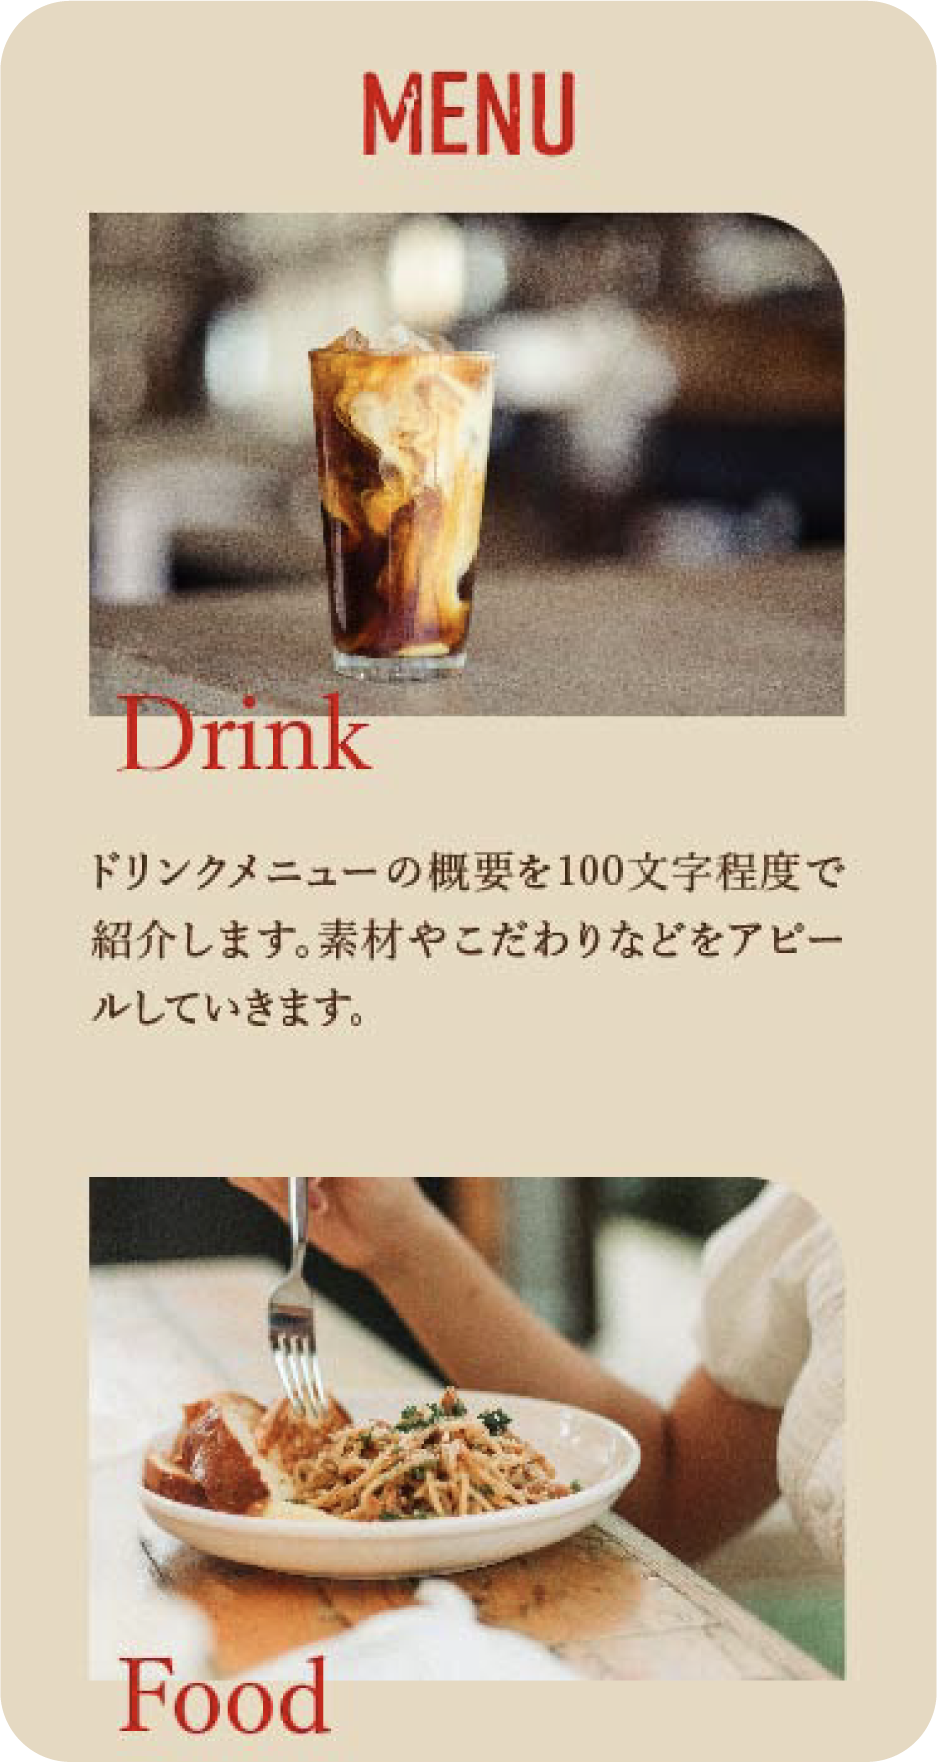 MENU
Drink
ドリンクメニューの概要を100文字程度で
紹介します。素材やこだわりなどをアピー
ルしていきます。
Food